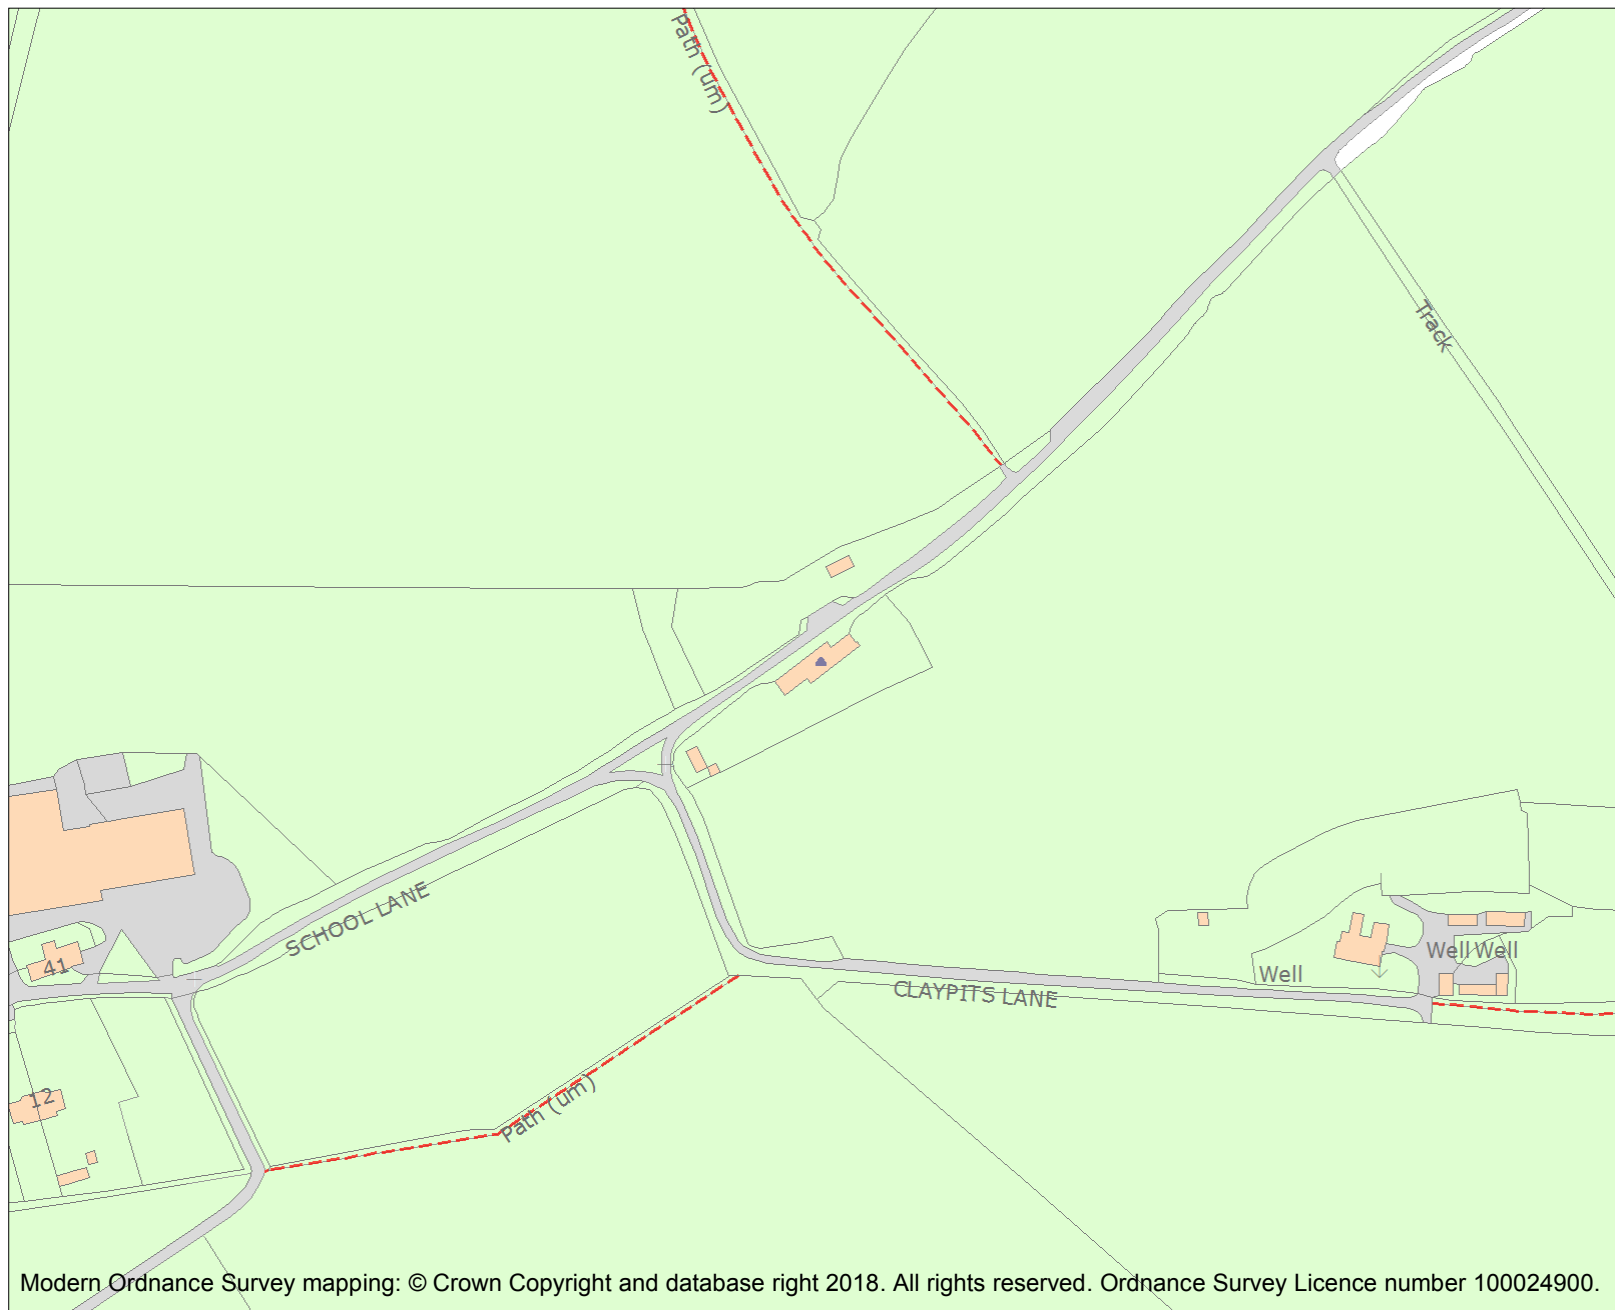 Path (um)
Track
SCHOOL LANE
41
Well Well
Well
CLAYPITS LANE
12
Path (um)
Modern Ordnance Survey mapping: © Crown Copyright and database right 2018. All rights reserved. Ordnance Survey Licence number 100024900.